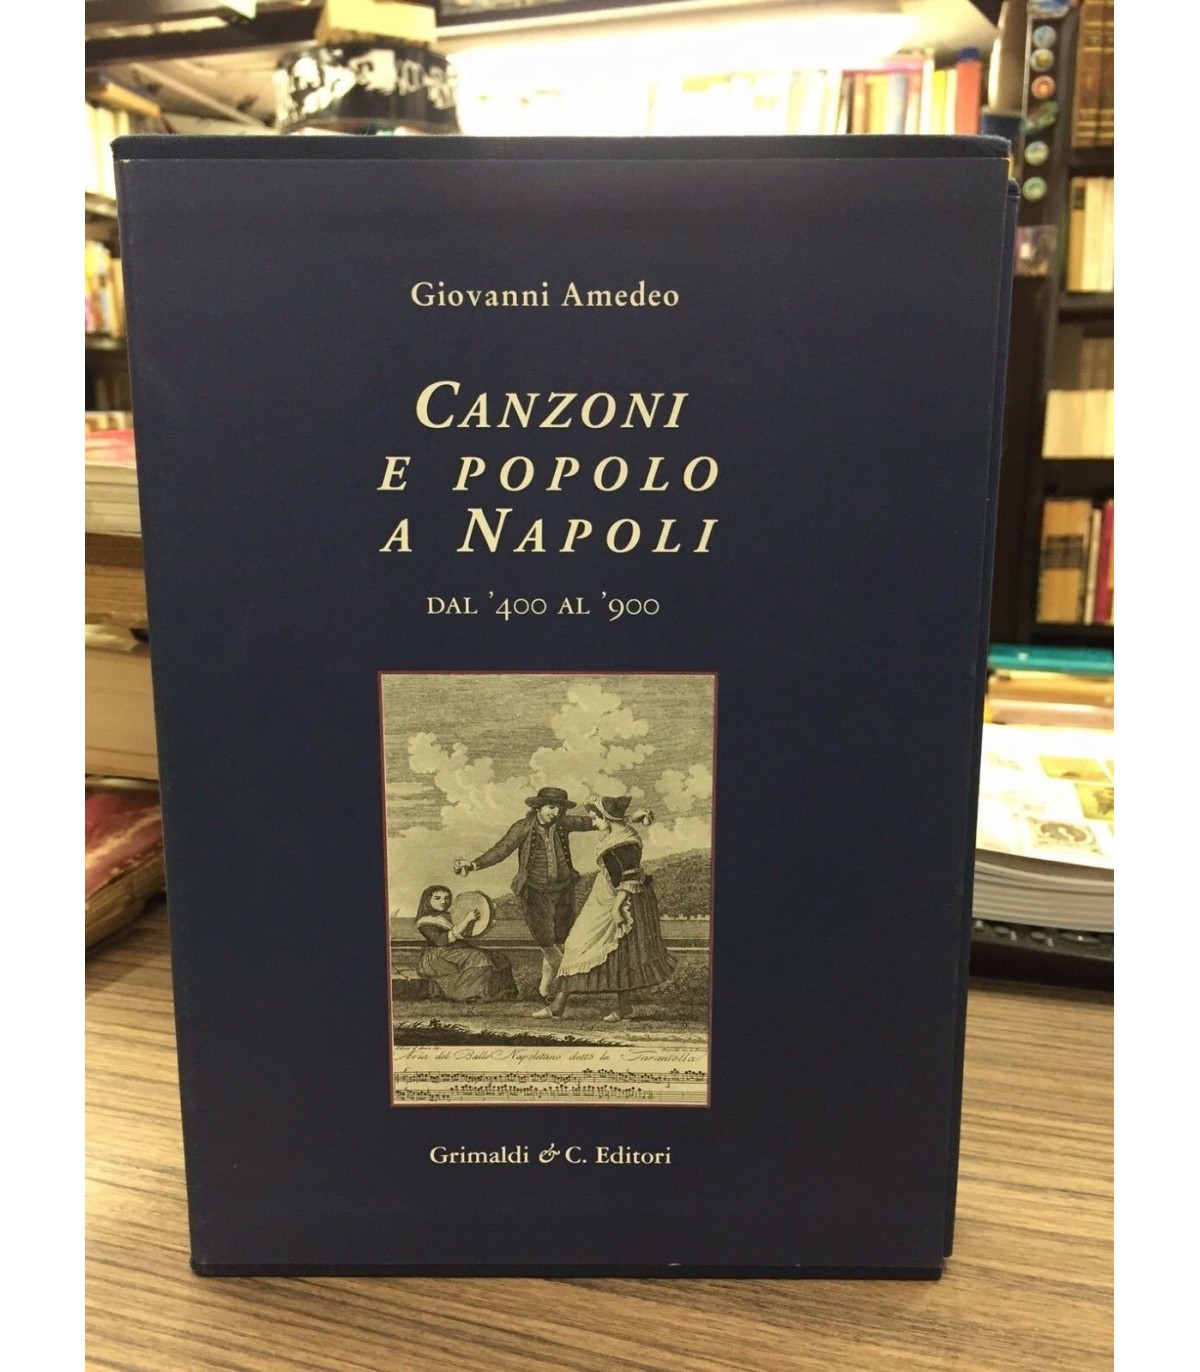 Giovanni Amedeo
CANZONI
E POPOLO
A NAPOLI
DAL '400 AL '900
Aria del Ballo Napoletano detto la Tarantella
Grimaldi & C. Editori